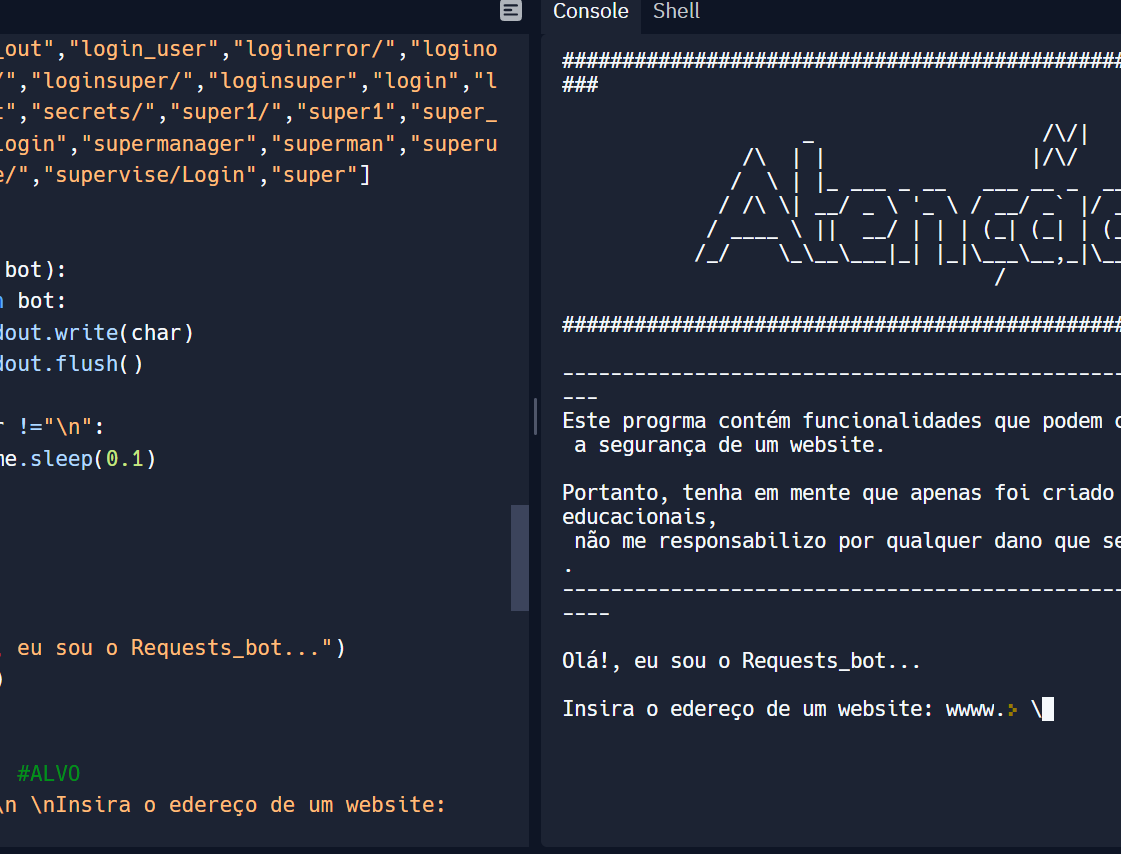 _out","login_user","loginerror/","logino
/","loginsuper/","loginsuper","login","l
t","secrets/","super1/","super1","super_
Login","supermanager","superman","superu
e/","supervise/Login","super"]
bot):
n bot:
dout.write(char)
dout.flush()
r !="\n":
me.sleep(0.1)
, eu sou o Requests_bot...")
)
#ALVO
\n \nInsira o edereço de um website:
Console Shell
###############################################
###
Atenção
###############################################
-----------------------------------------------
---
Este progrma contém funcionalidades que podem c
a segurança de um website.
Portanto, tenha em mente que apenas foi criado
educacionais,
não me responsabilizo por qualquer dano que se
.
-----------------------------------------------
----
Olá!, eu sou o Requests_bot...
Insira o edereço de um website: wwww.> \